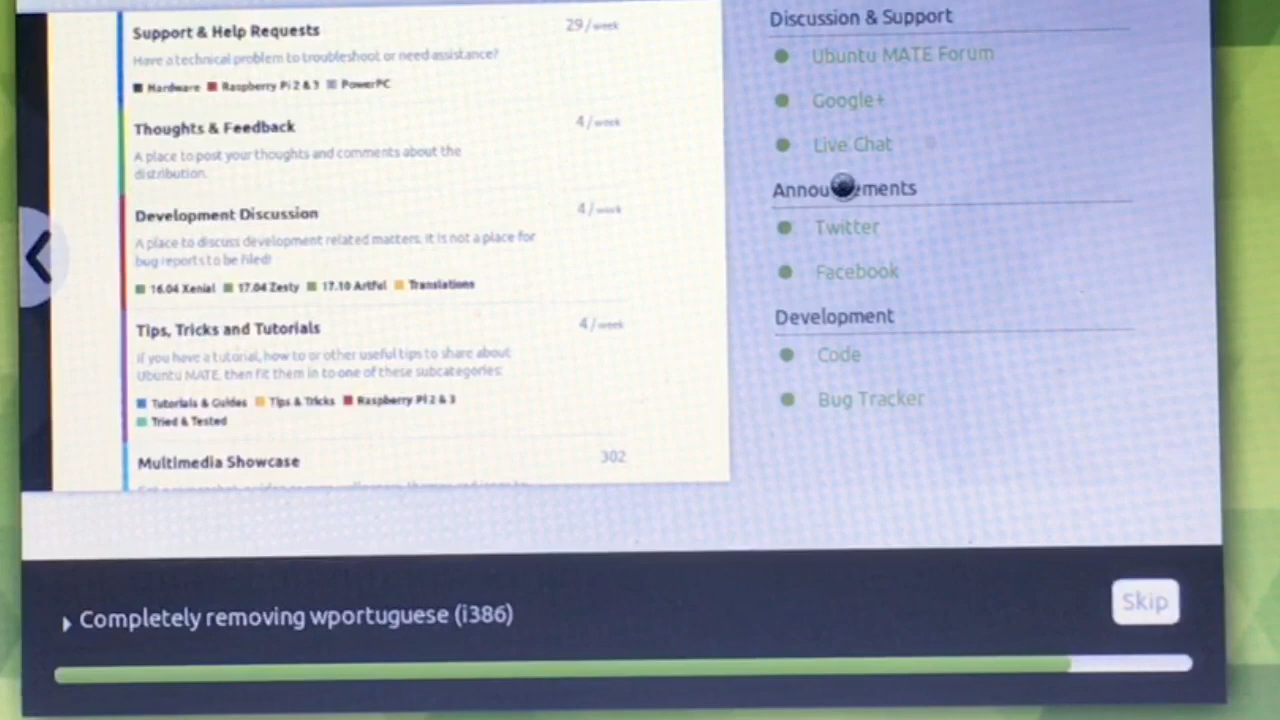 Support & Help Requests
29/week
Have a technical problem to troubleshoot or need assistance?
Hardware Raspberry Pi 2 & 3 PowerPC
Thoughts & Feedback
4/week
A place to post your thoughts and comments about the
distribution.
Development Discussion
4/week
A place to discuss development related matters. It is not a place for
bug reports to be filed!
16.04 Xenial 17.04 Zesty 17.10 Artful Translations
Tips, Tricks and Tutorials
4/week
If you have a tutorial, how to or other useful tips to share about
Ubuntu MATE, then fit them in to one of these subcategories:
Tutorials & Guides Tips & Tricks Raspberry Pi 2 & 3
Tried & Tested
Multimedia Showcase
302
Discussion & Support
Ubuntu MATE Forum
Google+
Live Chat
Twitter
Facebook
Development
Code
Bug Tracker
Completely removing wportuguese (i386)
Skip